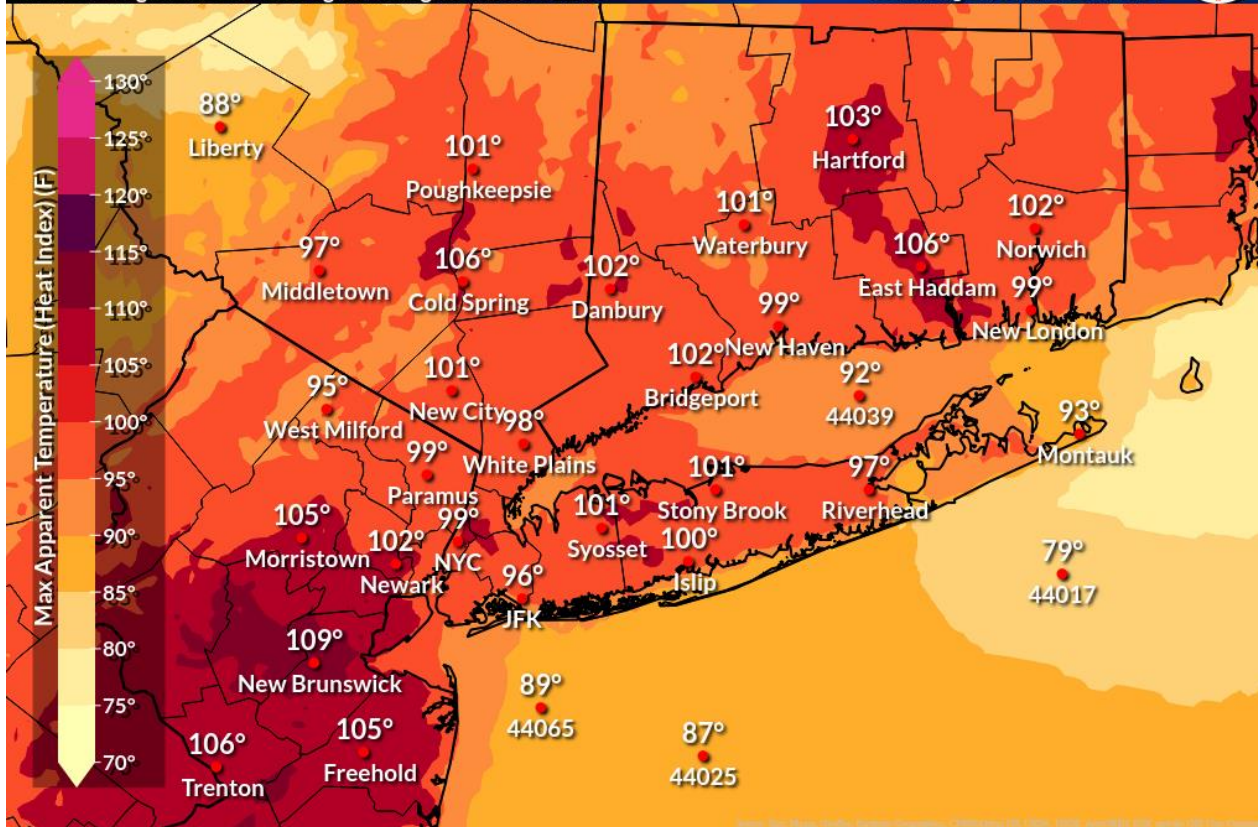 Max Apparent Temperature (Heat Index) (F)
130°
125°
120°
115°
110°
105°
100°
95°
90°
85°
80°
75°
70°
88°
Liberty
101°
Poughkeepsie
103°
Hartford
97°
Middletown
106°
Cold Spring
102°
Danbury
101°
Waterbury
106°
East Haddam
102°
Norwich
99°
New London
99°
New Haven
102°
Bridgeport
92°
44039
95°
West Milford
101°
New City
98°
White Plains
93°
Montauk
99°
Paramus
101°
Stony Brook
97°
Riverhead
105°
Morristown
102°
Newark
99°
NYC
101°
Syosset
100°
Islip
96°
JFK
79°
44017
109°
New Brunswick
89°
44065
87°
44025
106°
Trenton
105°
Freehold